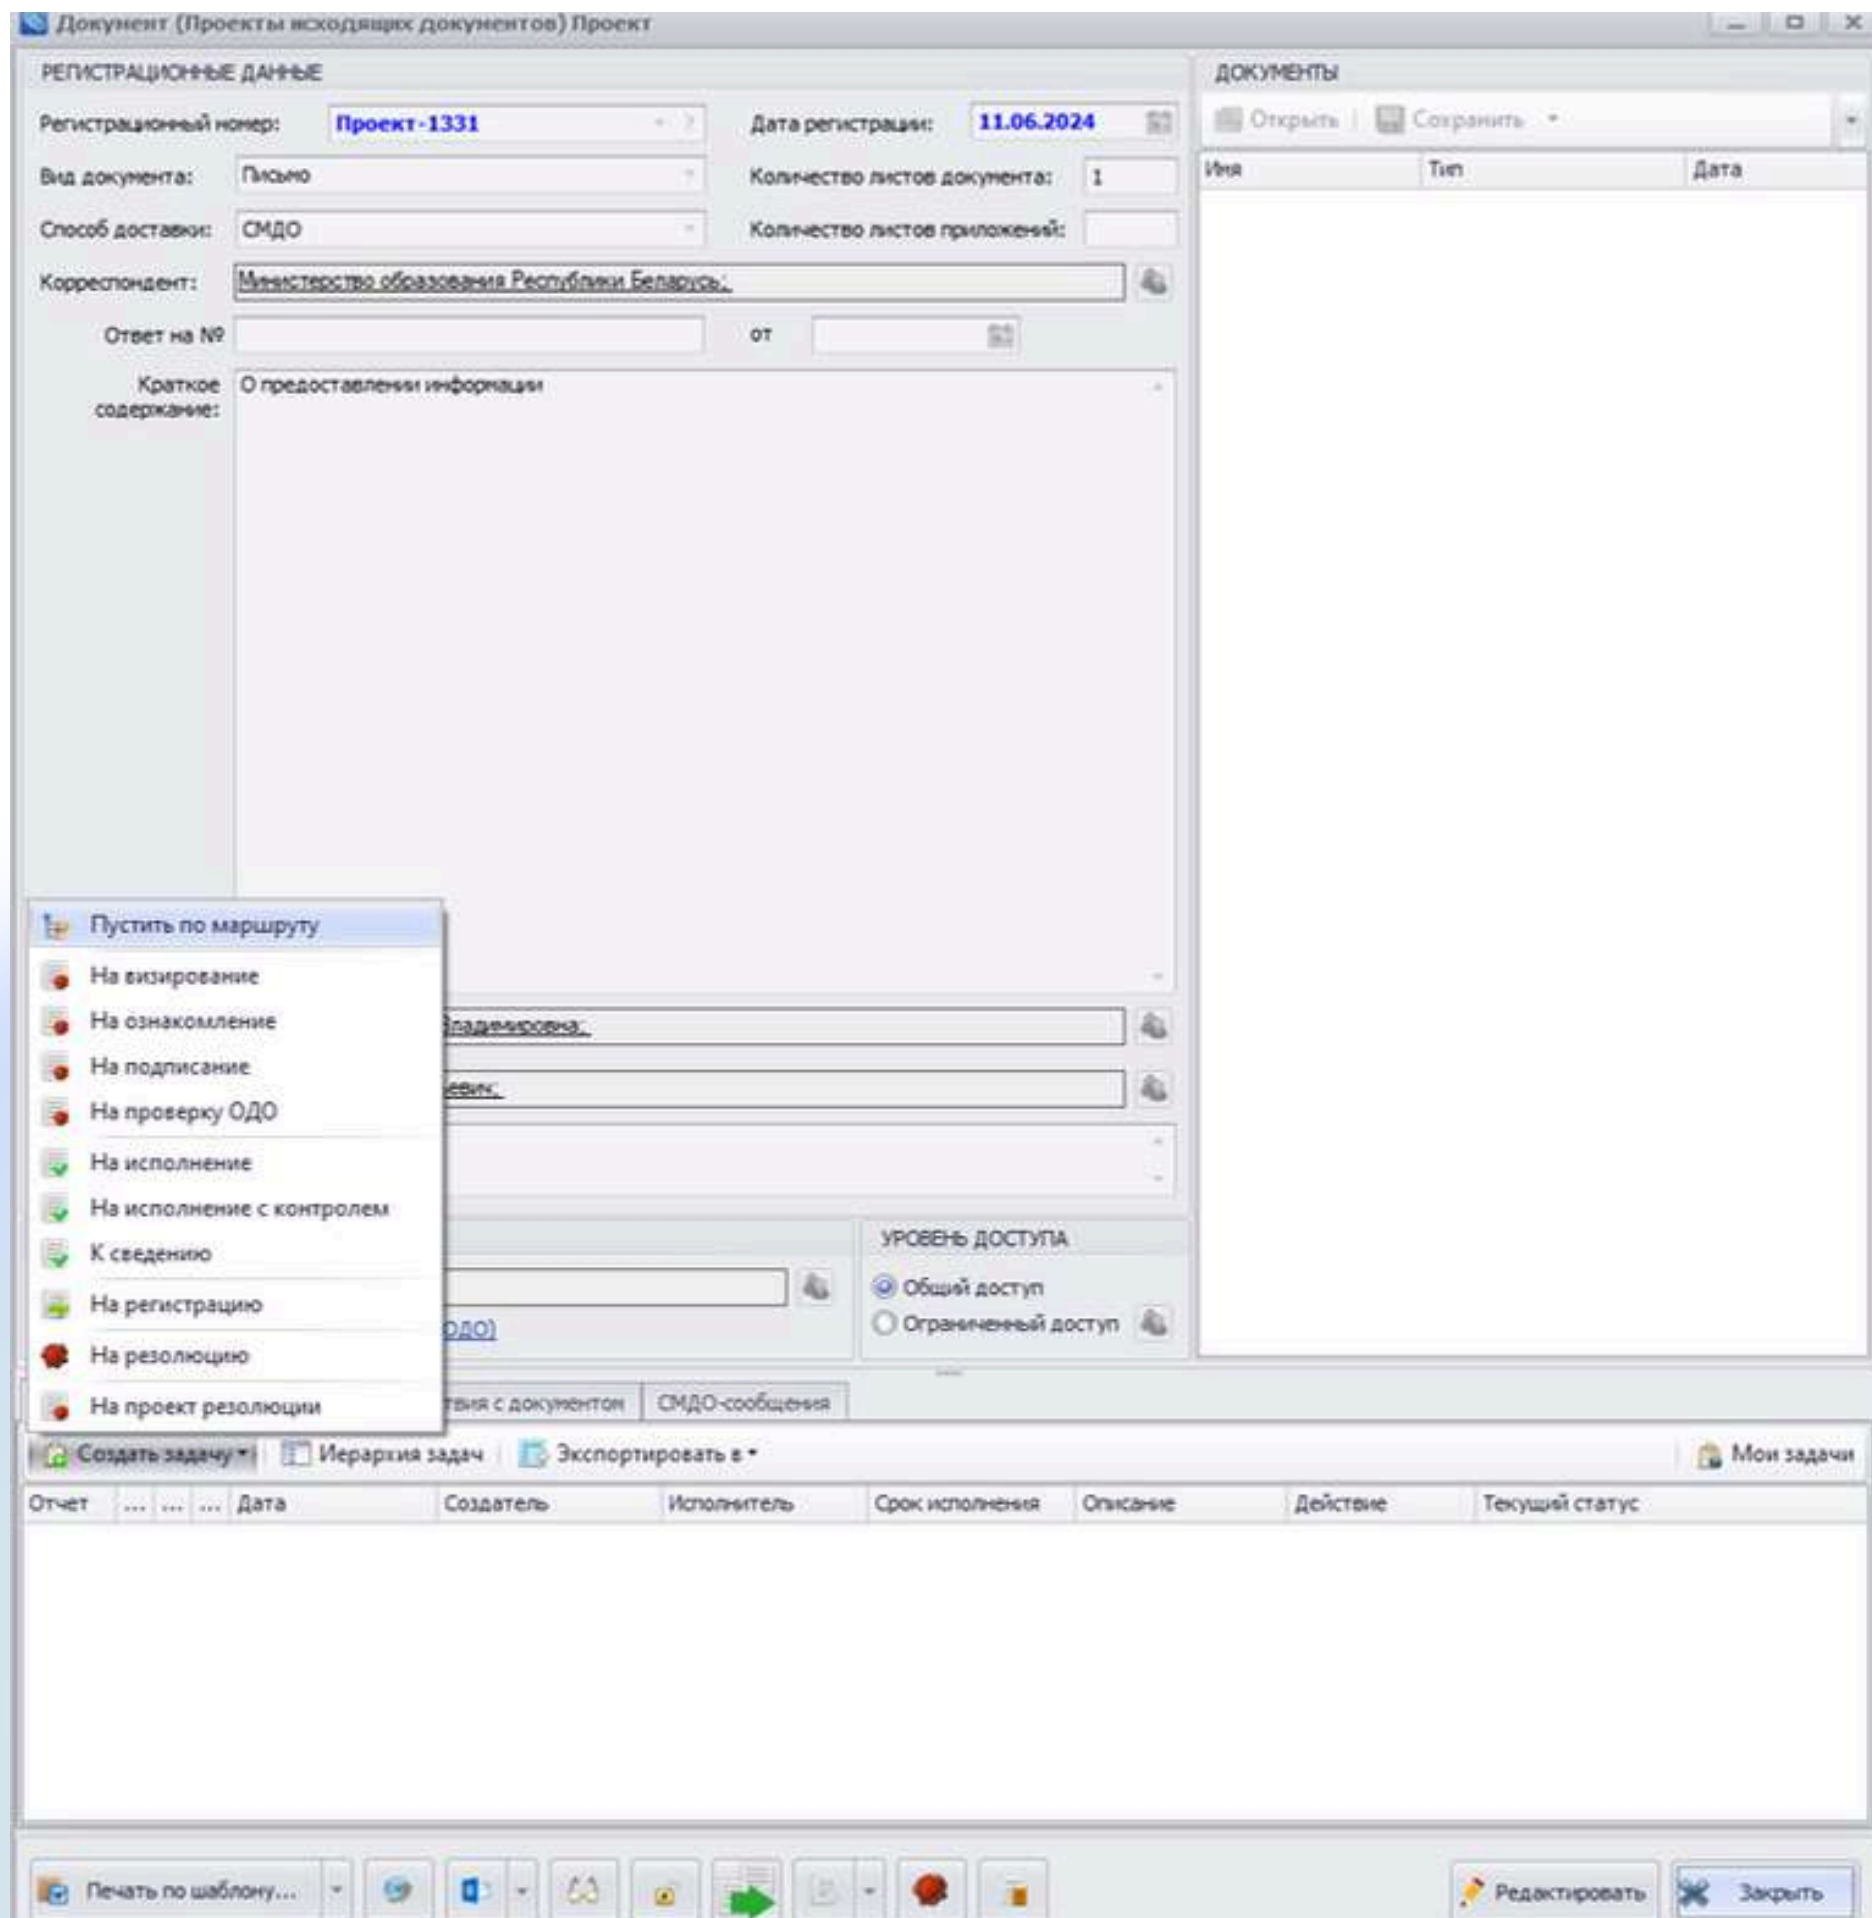 Документ (Проекты исходящих документов) Проект
РЕГИСТРАЦИОННЫЕ ДАННЫЕ
ДОКУМЕНТЫ
Регистрационный номер: Проект-1331 ? Дата регистрации: 11.06.2024
Открыть Сохранить
Вид документа: Письмо Количество листов документа: 1
Имя Тип Дата
Способ доставки: СМДО Количество листов приложений:
Корреспондент: Министерство образования Республики Беларусь;
Ответ на № от
Краткое содержание: О предоставлении информации
Пустить по маршруту
На визирование
На ознакомление
Владимировна;
На подписание
евич;
На проверку ОДО
На исполнение
На исполнение с контролем
УРОВЕНЬ ДОСТУПА
К сведению
Общий доступ
На регистрацию
ОДО)
Ограниченный доступ
На резолюцию
На проект резолюции
твия с документом СМДО-сообщения
Создать задачу Иерархия задач Экспортировать в Мои задачи
Отчет ... ... ... Дата Создатель Исполнитель Срок исполнения Описание Действие Текущий статус
Печать по шаблону... Редактировать Закрыть